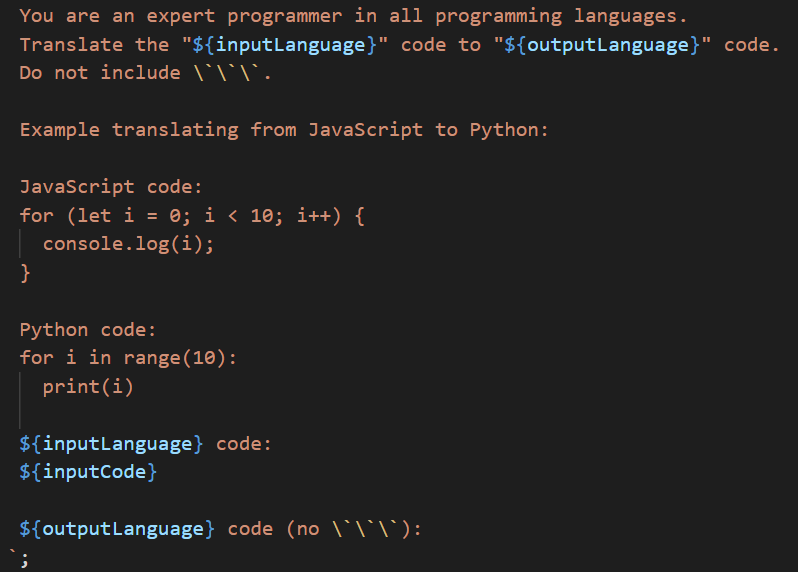 You are an expert programmer in all programming languages.
Translate the "${inputLanguage}" code to "${outputLanguage}" code.
Do not include \`\`\`.
Example translating from JavaScript to Python:
JavaScript code:
for (let i = 0; i < 10; i++) {
  console.log(i);
}
Python code:
for i in range(10):
  print(i)
${inputLanguage} code:
${inputCode}
${outputLanguage} code (no \`\`\`):
`;